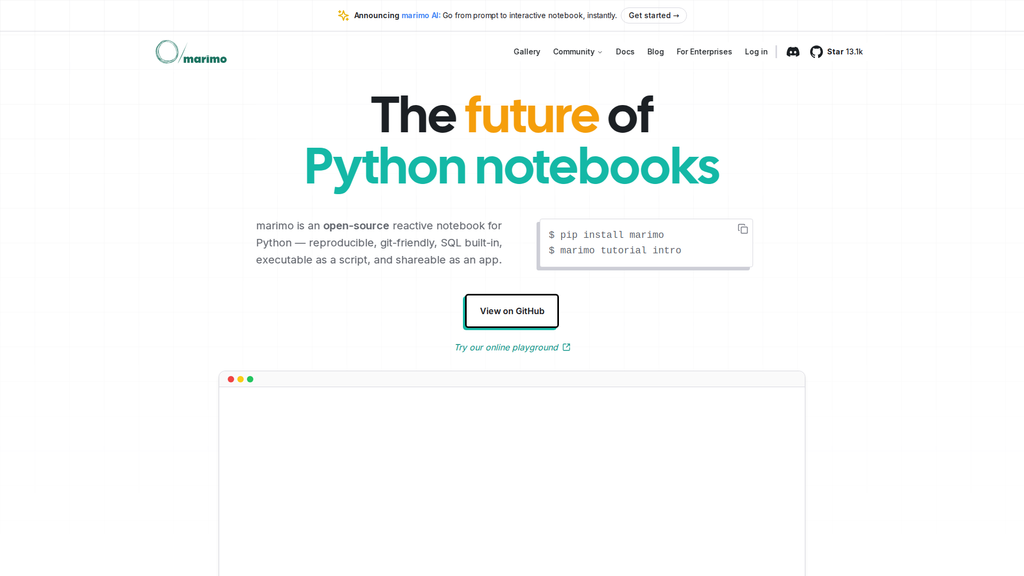 Announcing marimo AI: Go from prompt to interactive notebook, instantly. Get started →
marimo
Gallery Community Docs Blog For Enterprises Log in Star 13.1k
The future of
Python notebooks
marimo is an open-source reactive notebook for
Python — reproducible, git-friendly, SQL built-in,
executable as a script, and shareable as an app.
$ pip install marimo
$ marimo tutorial intro
View on GitHub
Try our online playground